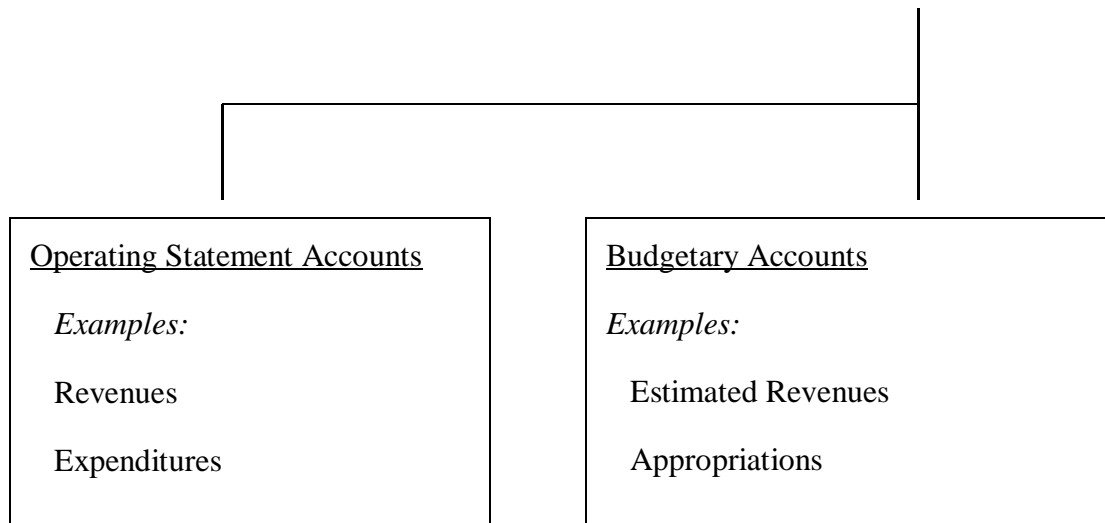 Operating Statement Accounts
Examples:
Revenues
Expenditures
Budgetary Accounts
Examples:
Estimated Revenues
Appropriations